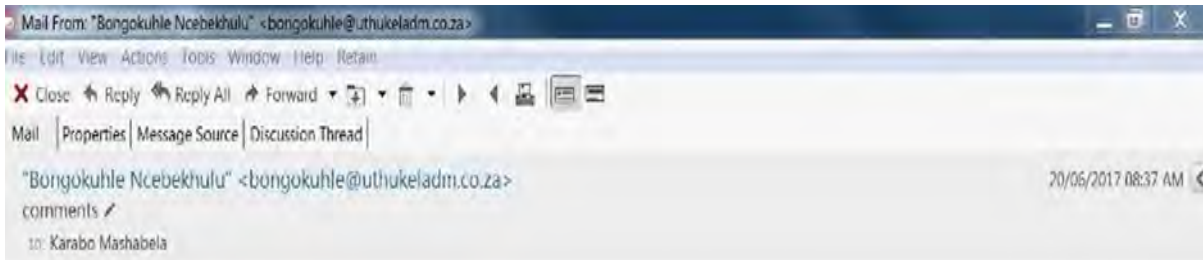 Mail From: "Bongokuhle Ncebekhulu" <bongokuhle@uthukeladm.co.za>
File Edit View Actions Tools Window Help Retain
Close Reply Reply All Forward
Mail Properties Message Source Discussion Thread
"Bongokuhle Ncebekhulu" <bongokuhle@uthukeladm.co.za> 20/06/2017 08:37 AM
comments
To: Karabo Mashabela